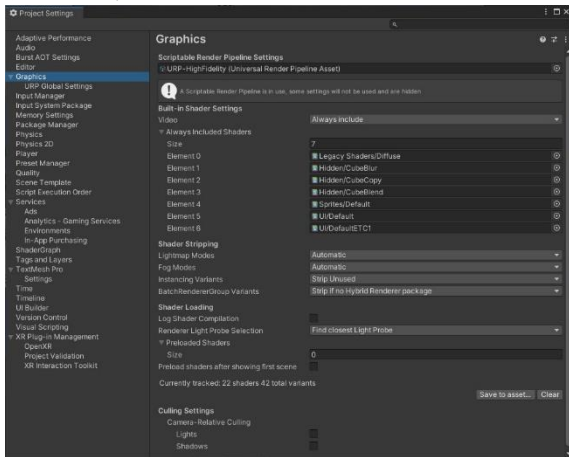 Project Settings
Adaptive Performance
Audio
Burst AOT Settings
Editor
Graphics
URP Global Settings
Input Manager
Input System Package
Memory Settings
Package Manager
Physics
Physics 2D
Player
Preset Manager
Quality
Scene Template
Script Execution Order
Services
Ads
Analytics - Gaming Services
Environments
In-App Purchasing
ShaderGraph
Tags and Layers
TextMesh Pro
Settings
Time
Timeline
UI Builder
Version Control
Visual Scripting
XR Plug-in Management
OpenXR
Project Validation
XR Interaction Toolkit
Graphics
Scriptable Render Pipeline Settings
URP-HighFidelity (Universal Render Pipeline Asset)
A Scriptable Render Pipeline is in use, some settings will not be used and are hidden
Built-in Shader Settings
Video Always include
Always Included Shaders
Size 7
Element 0 Legacy Shaders/Diffuse
Element 1 Hidden/CubeBlur
Element 2 Hidden/CubeCopy
Element 3 Hidden/CubeBlend
Element 4 Sprites/Default
Element 5 UI/Default
Element 6 UI/DefaultETC1
Shader Stripping
Lightmap Modes Automatic
Fog Modes Automatic
Instancing Variants Strip Unused
BatchRendererGroup Variants Strip if no Hybrid Renderer package
Shader Loading
Log Shader Compilation
Renderer Light Probe Selection Find closest Light Probe
Preloaded Shaders
Size 0
Preload shaders after showing first scene
Currently tracked: 22 shaders 42 total variants
Save to asset... Clear
Culling Settings
Camera-Relative Culling
Lights
Shadows